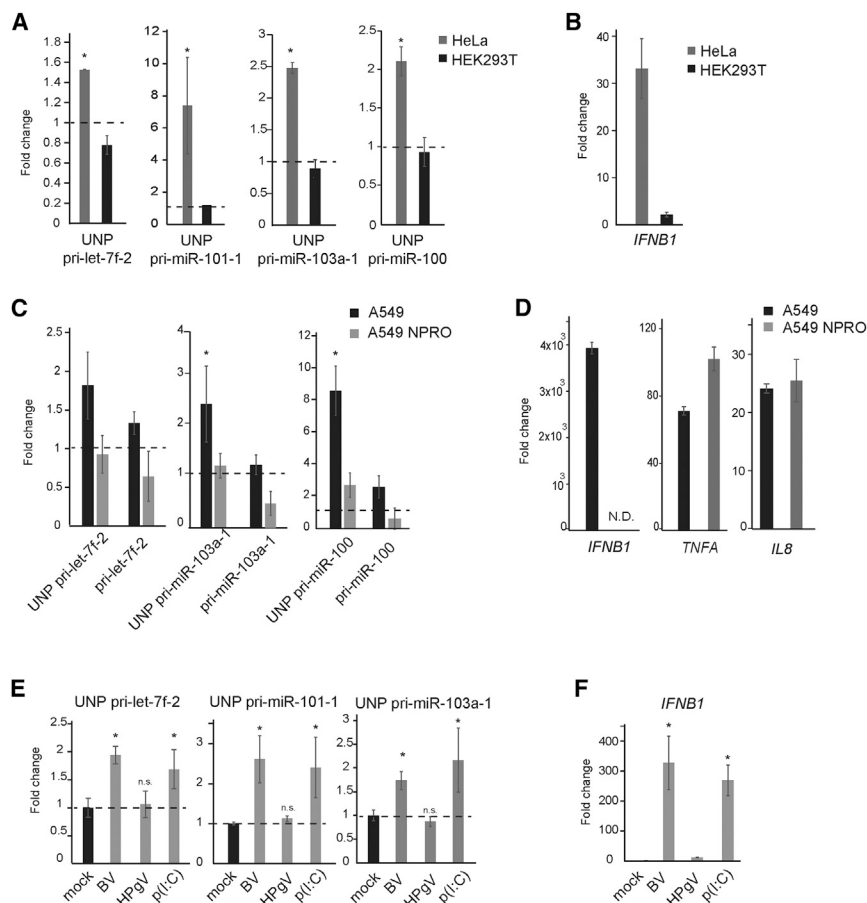 A
Fold change
1.8
1.6
1.4
1.2
1
0.8
0.6
0.4
0.2
0
*
UNP
pri-let-7f-2
12
10
8
6
4
2
0
*
UNP
pri-miR-101-1
3
2.5
2
1.5
1
0.5
0
*
UNP
pri-miR-103a-1
2.5
2
1.5
1
0.5
0
*
UNP
pri-miR-100
HeLa
HEK293T
B
Fold change
40
30
20
10
0
IFNB1
HeLa
HEK293T
C
Fold change
2.5
2
1.5
1
0.5
0
UNP pri-let-7f-2
pri-let-7f-2
4
3
2
1
0
*
UNP pri-miR-103a-1
pri-miR-103a-1
12
10
8
6
4
2
0
*
UNP pri-miR-100
pri-miR-100
A549
A549 NPRO
D
Fold change
4x10³
3x10³
2x10³
10³
0
N.D.
IFNB1
120
80
40
0
TNFA
30
20
10
0
IL8
A549
A549 NPRO
E
UNP pri-let-7f-2
Fold change
2.5
2
1.5
1
0.5
0
*
n.s.
*
mock
BV
HPgV
p(I:C)
UNP pri-miR-101-1
3
2
1
0
*
n.s.
*
mock
BV
HPgV
p(I:C)
UNP pri-miR-103a-1
3
2.5
2
1.5
1
0.5
0
*
n.s.
*
mock
BV
HPgV
p(I:C)
F
IFNB1
Fold change
400
300
200
100
0
*
*
mock
BV
HPgV
p(I:C)